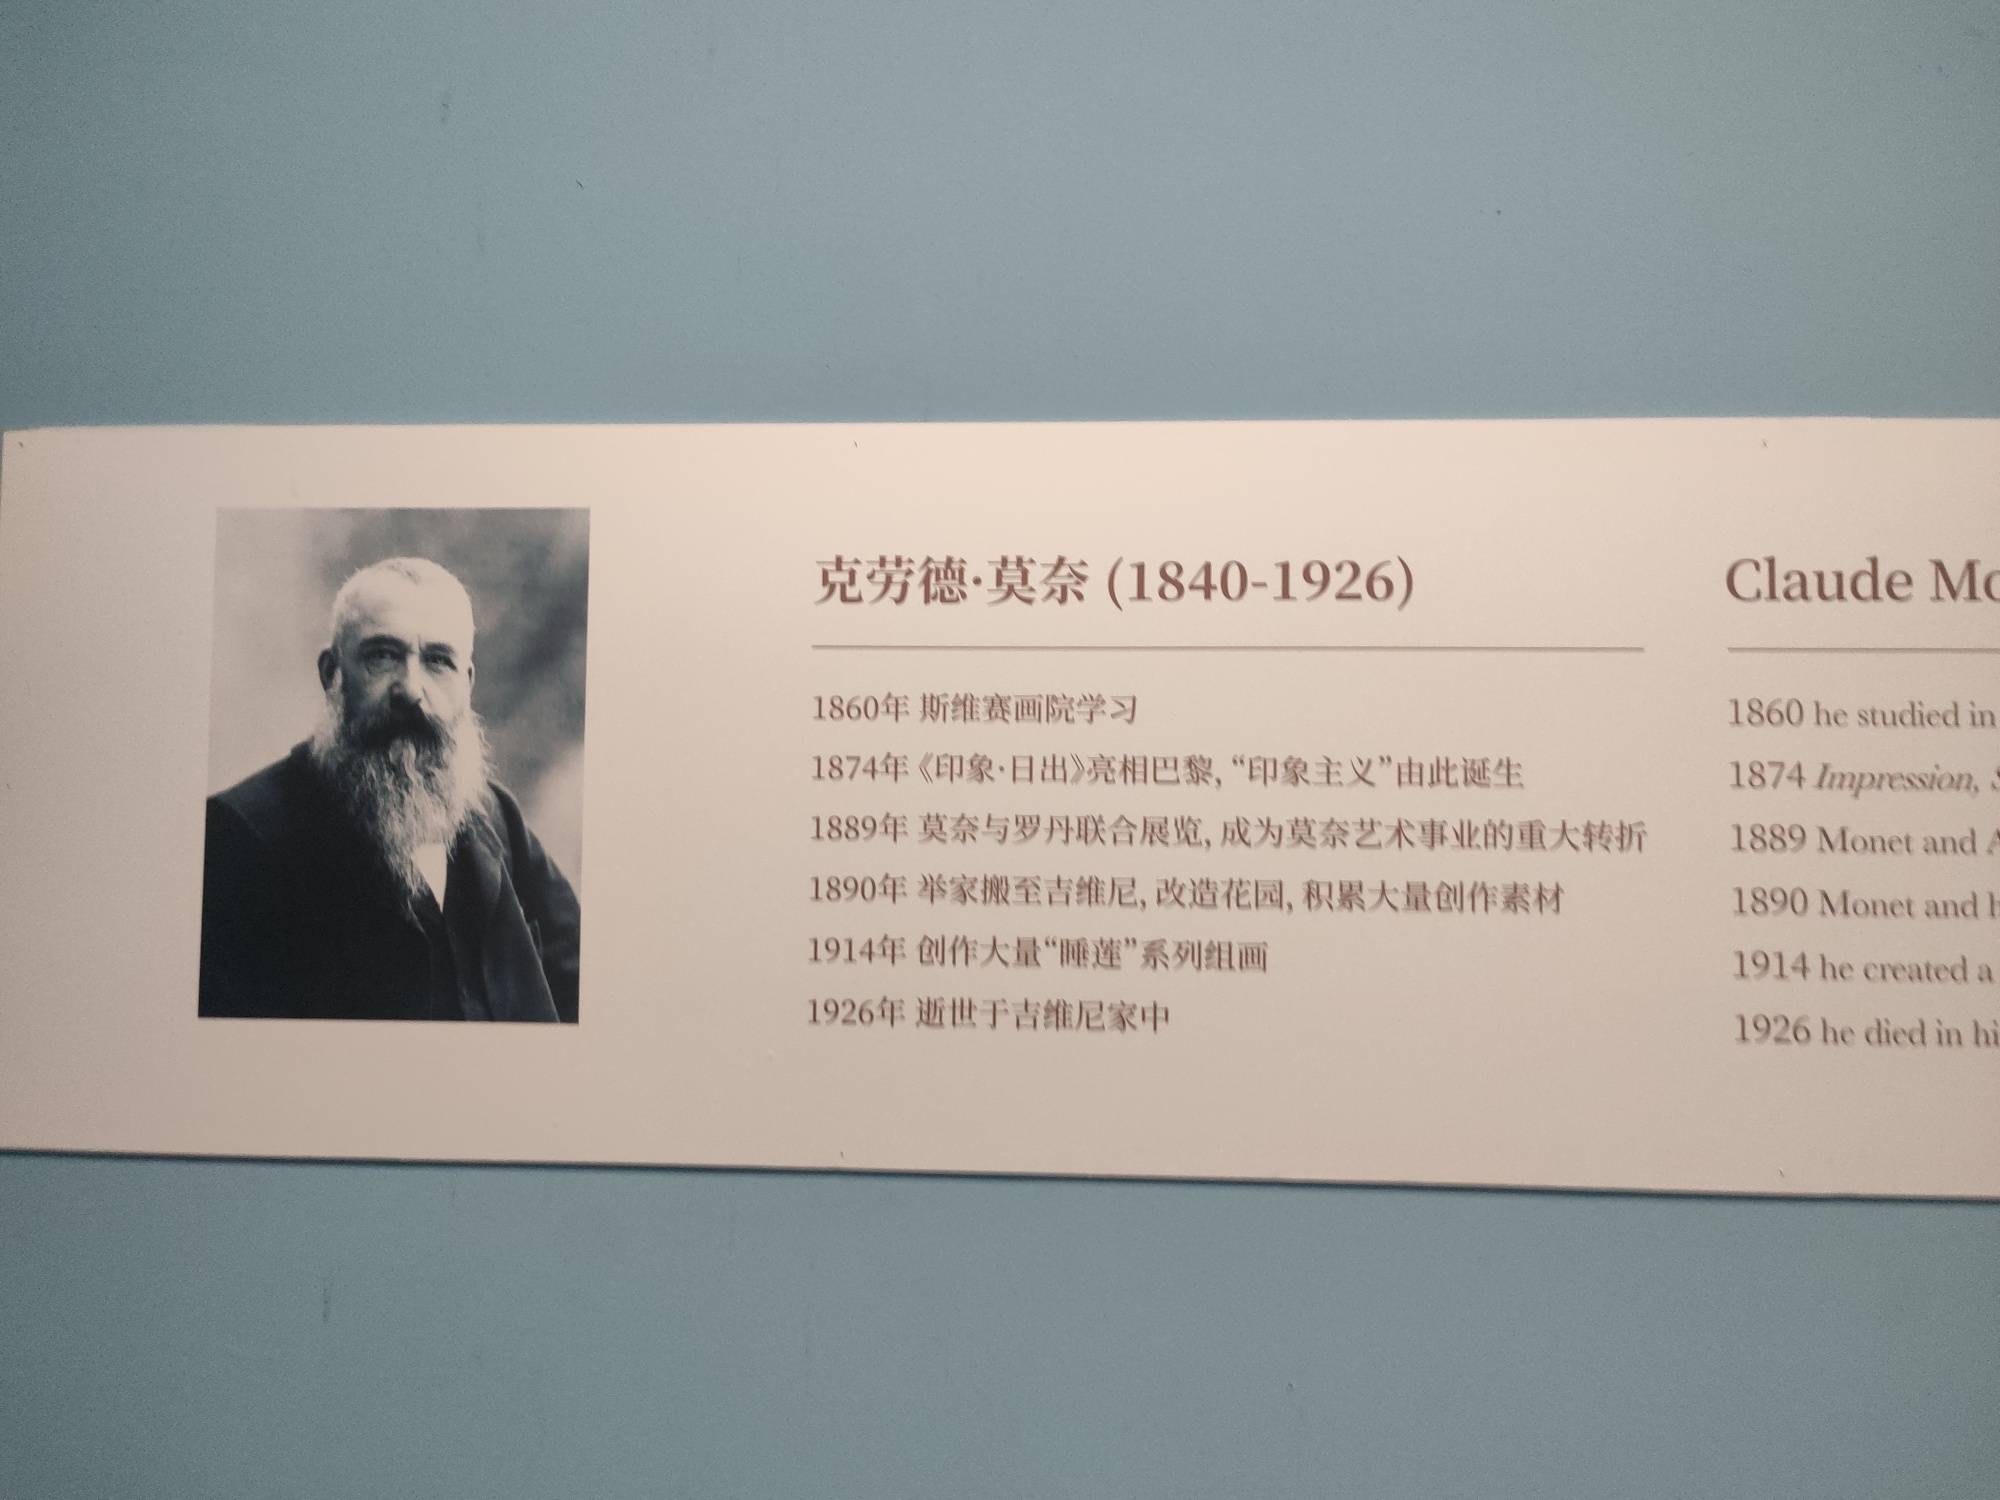 克劳德·莫奈 (1840-1926)
1860年 斯维赛画院学习
1874年《印象·日出》亮相巴黎, “印象主义”由此诞生
1889年 莫奈与罗丹联合展览, 成为莫奈艺术事业的重大转折
1890年 举家搬至吉维尼, 改造花园, 积累大量创作素材
1914年 创作大量“睡莲”系列组画
1926年 逝世于吉维尼家中
Claude
1860 he studied in
1874 Impression,
1889 Monet and
1890 Monet and
1914 he created a
1926 he died in